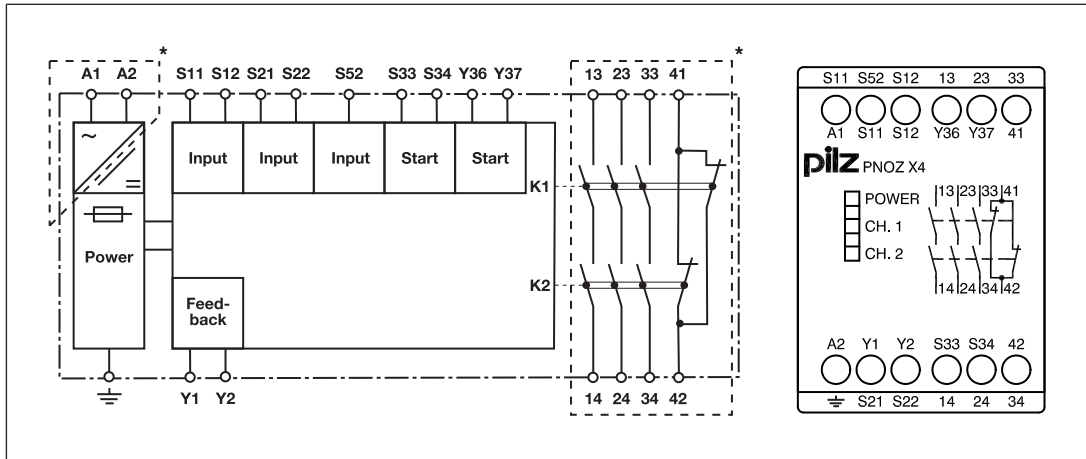 * *
A1 A2 S11 S12 S21 S22 S52 S33 S34 Y36 Y37 13 23 33 41
~ Input Input Input Start Start
=
K1
Power
K2
Feed-
back
Y1 Y2 14 24 34 42
S11 S52 S12 13 23 33
A1 S11 S12 Y36 Y37 41
pilz PNOZ X4
POWER
CH. 1
CH. 2
13 23 33 41
14 24 34 42
A2 Y1 Y2 S33 S34 42
S21 S22 14 24 34